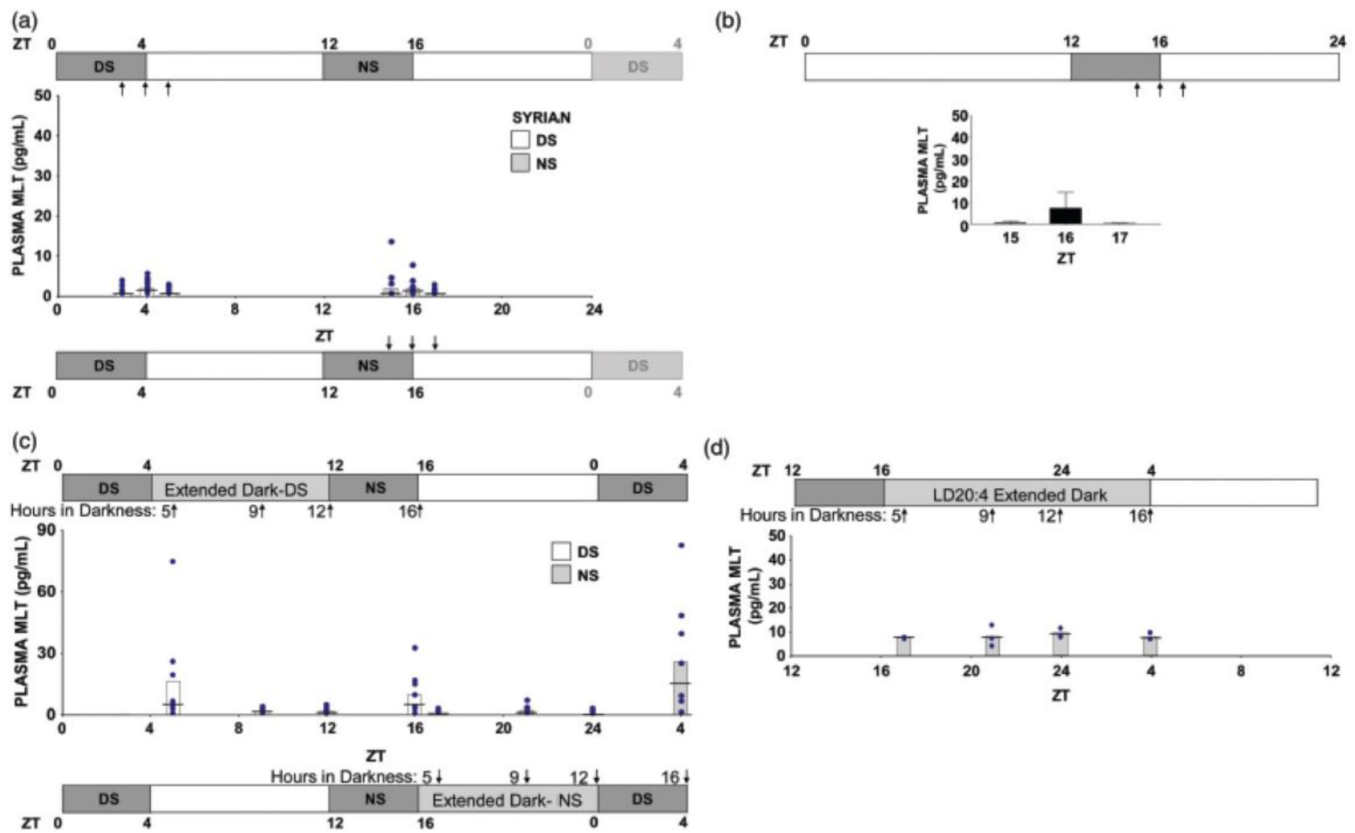 (a)
ZT 0 4 12 16 0 4
DS NS DS
50
40
30
20
10
0
PLASMA MLT (pg/mL)
SYRIAN
DS
NS
0 4 8 12 16 20 24
ZT
DS NS DS
ZT 0 4 12 16 0 4
(b)
ZT 0 12 16 24
50
40
30
20
10
0
PLASMA MLT
(pg/mL)
15 16 17
ZT
(c)
ZT 0 4 12 16 0 4
DS Extended Dark-DS NS DS
Hours in Darkness: 5 9 12 16
90
60
30
0
PLASMA MLT (pg/mL)
DS
NS
0 4 8 12 16 20 24 4
ZT
Hours in Darkness: 5 9 12 16
DS NS Extended Dark- NS DS
ZT 0 4 12 16 0 4
(d)
ZT 12 16 24 4
LD20:4 Extended Dark
Hours in Darkness: 5 9 12 16
50
40
30
20
10
0
PLASMA MLT
(pg/mL)
12 16 20 24 4 8 12
ZT